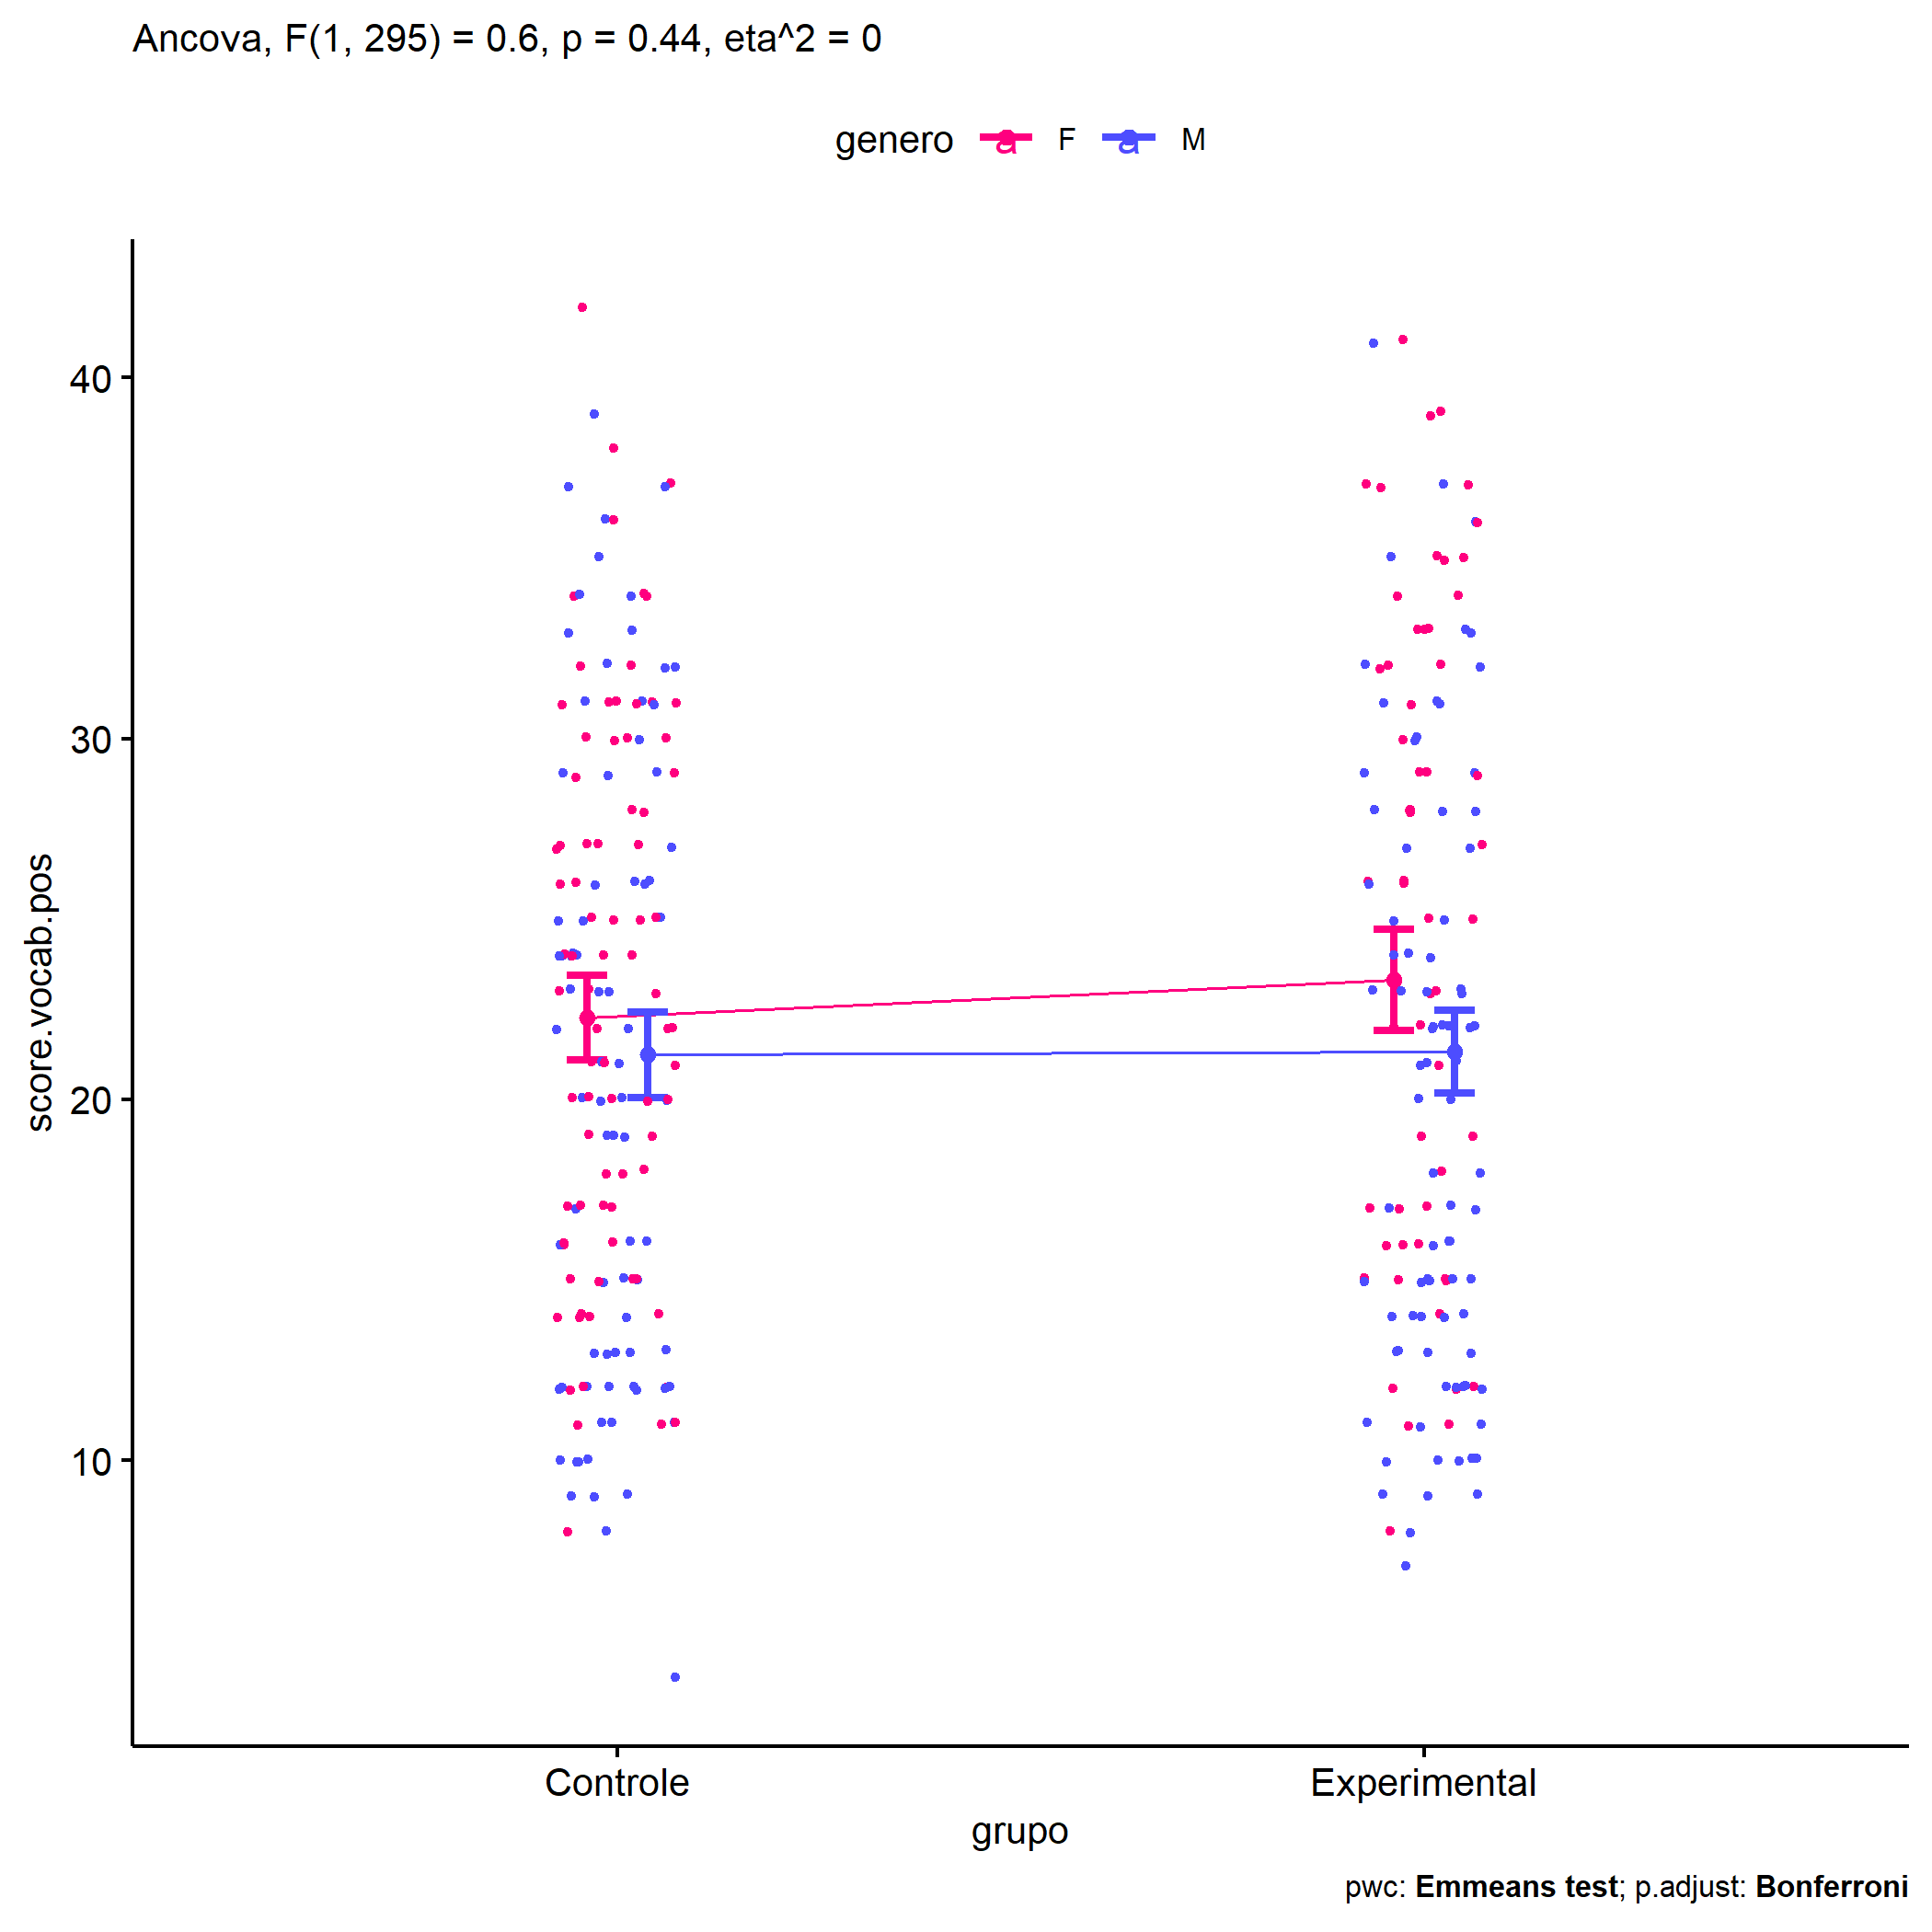 Ancova, F(1, 295) = 0.6, p = 0.44, eta^2 = 0
genero a F a M
score.vocab.pos
40
30
20
10
Controle Experimental
grupo
pwc: Emmeans test; p.adjust: Bonferroni